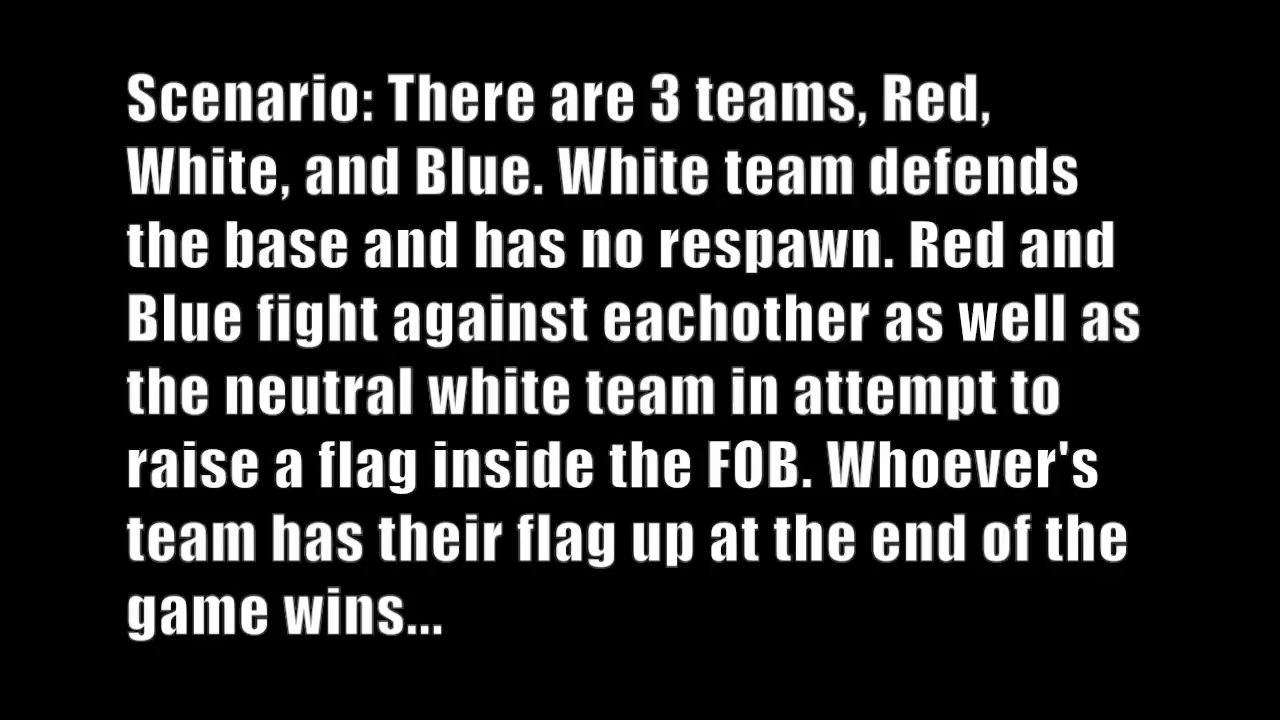 Scenario: There are 3 teams, Red,
White, and Blue. White team defends
the base and has no respawn. Red and
Blue fight against eachother as well as
the neutral white team in attempt to
raise a flag inside the FOB. Whoever's
team has their flag up at the end of the
game wins...